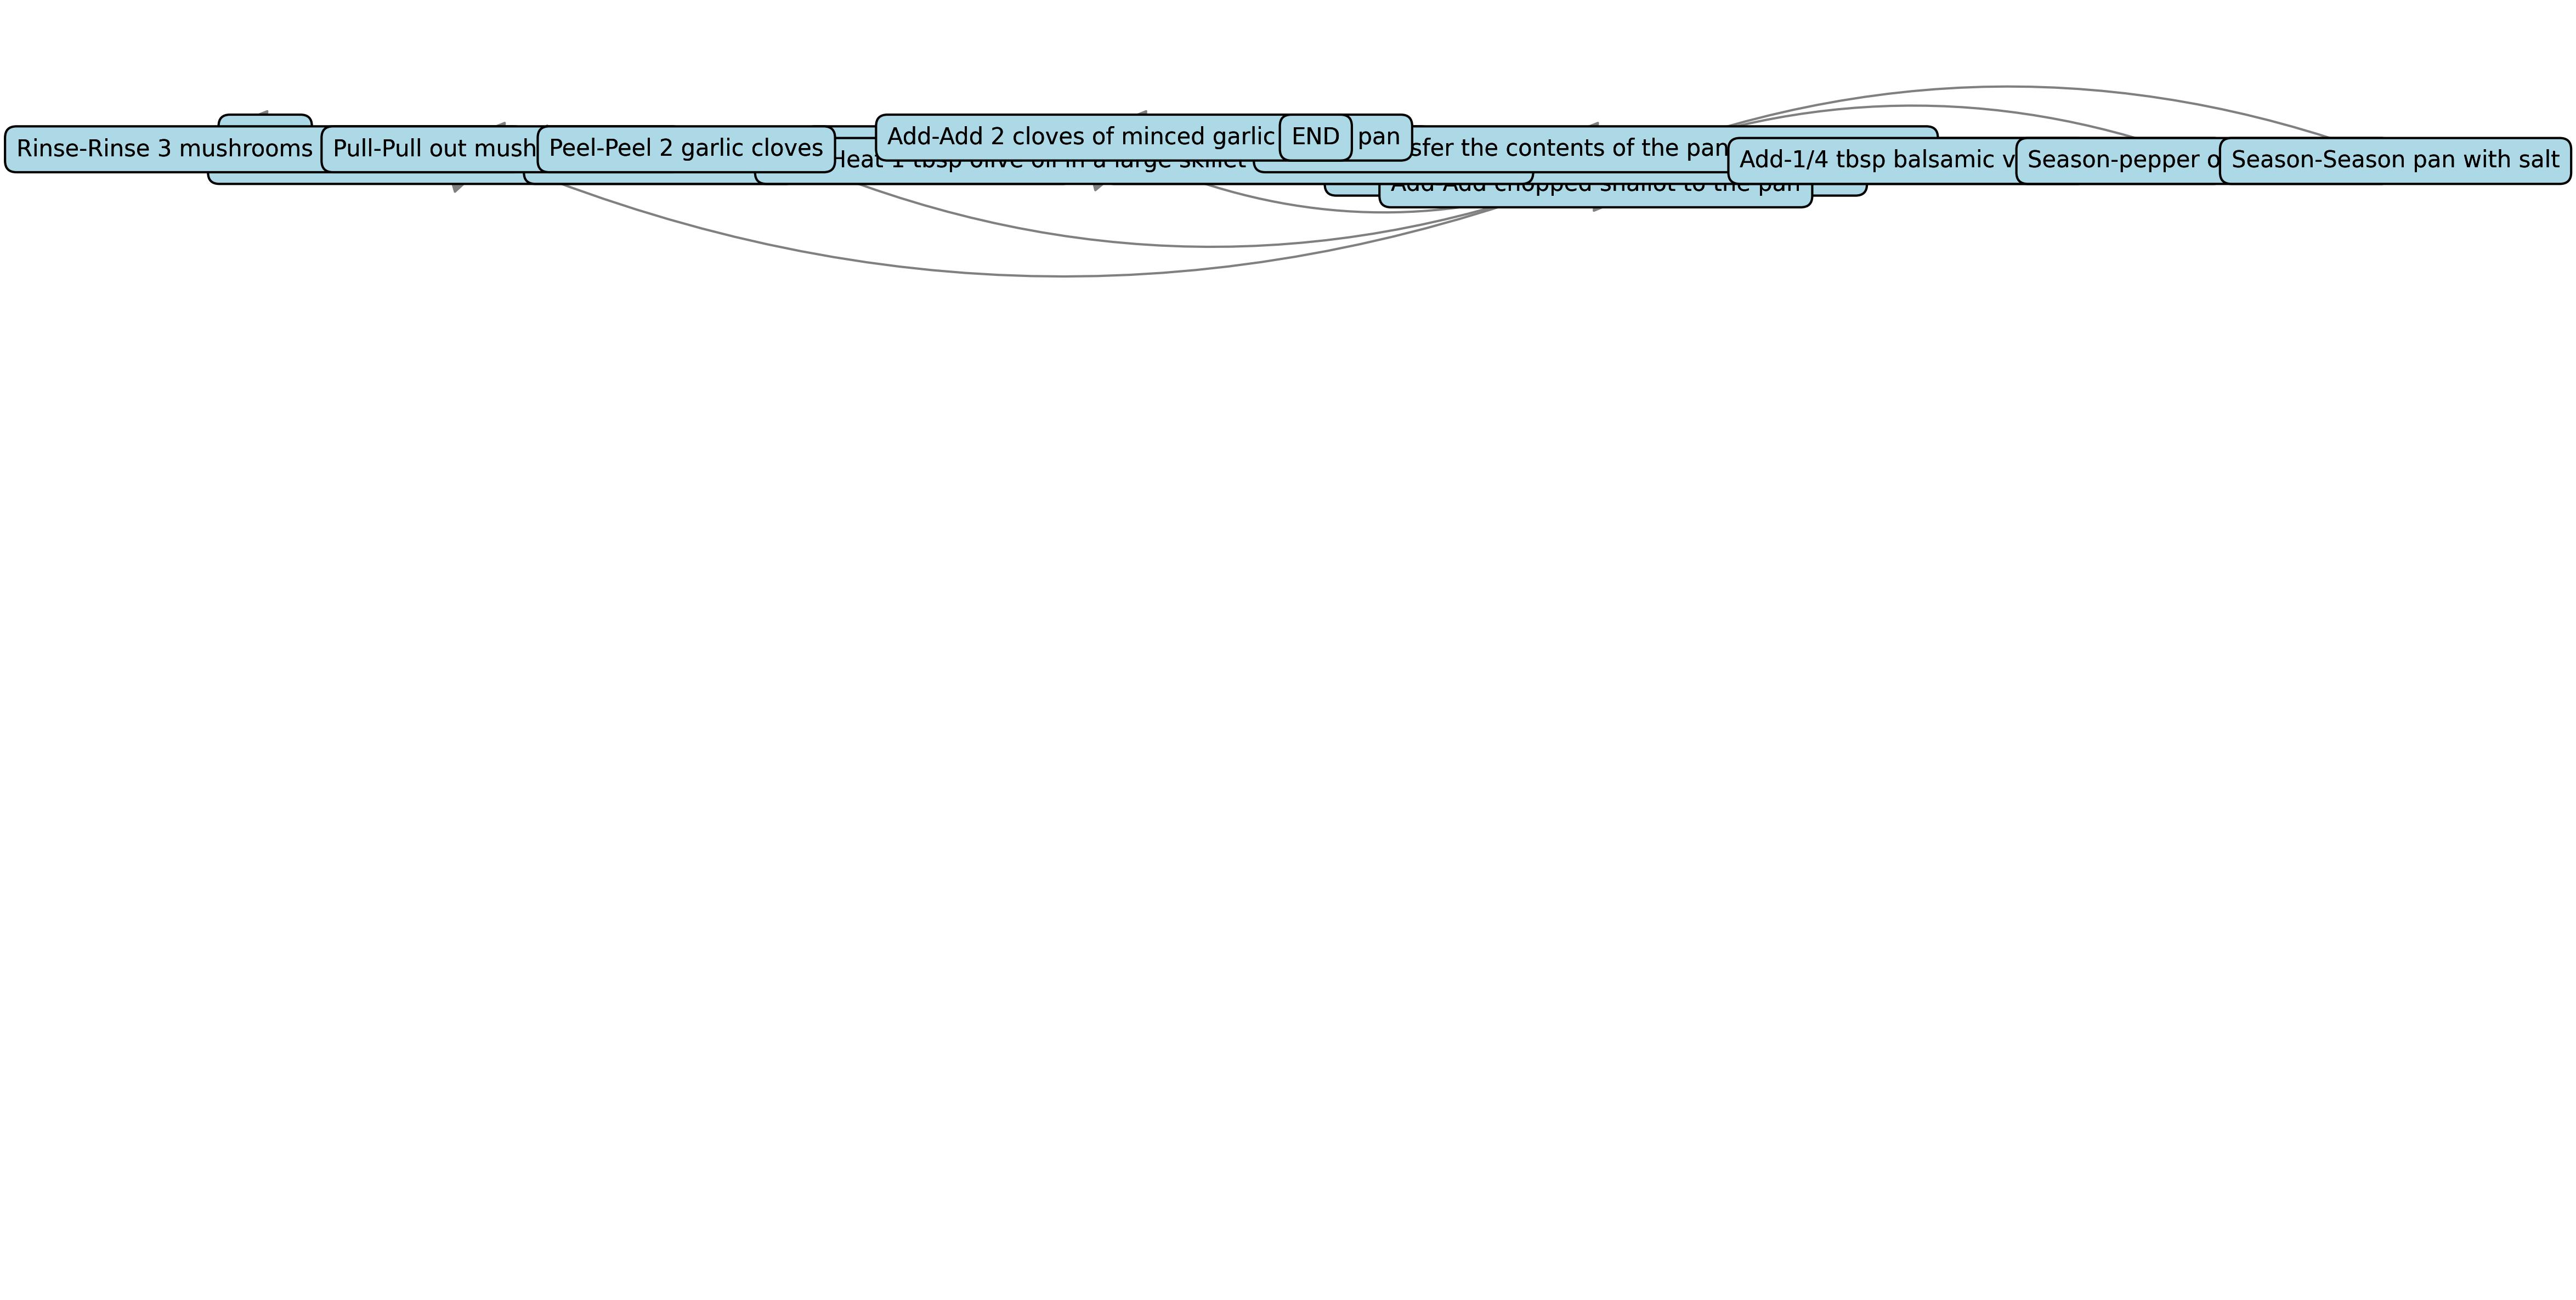 Rinse-Rinse 3 mushrooms
Pull-Pull out mush
Peel-Peel 2 garlic cloves
Heat 1 tbsp olive oil in a large skillet
Add-Add 2 cloves of minced garlic
END
pan
the contents of the pan
Add-Add chopped shallot to the pan
Add-1/4 tbsp balsamic
Season-pepper
Season-Season pan with salt